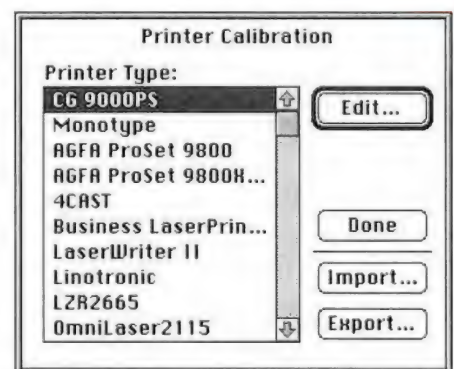 Printer Calibration
Printer Type:
CG 9000PS
Edit...
Monotype
AGFA ProSet 9800
AGFA ProSet 9800X...
4CAST
Business LaserPrin...
Done
LaserWriter II
Linotronic
Import...
LZR2665
OmniLaser2115
Export...